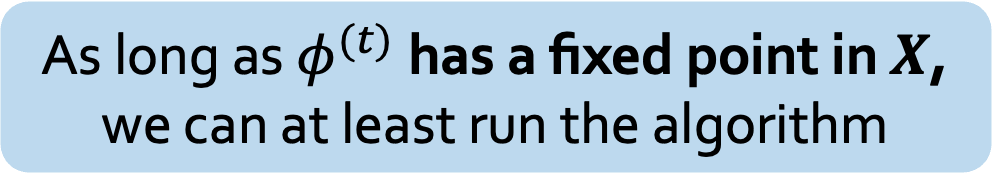 As long as ϕ⁽ᵗ⁾ has a fixed point in X,
we can at least run the algorithm